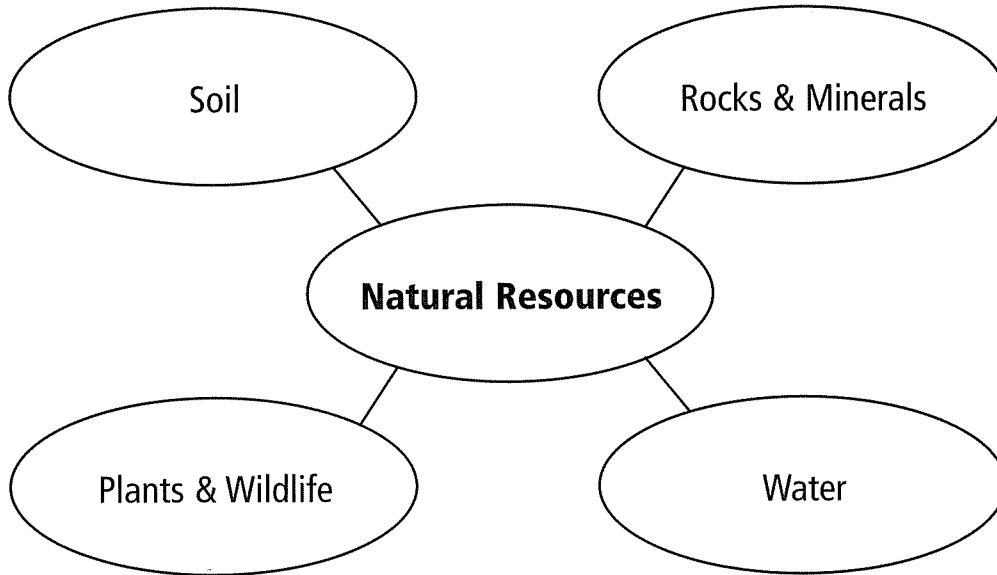 Soil
Rocks & Minerals
Natural Resources
Plants & Wildlife
Water